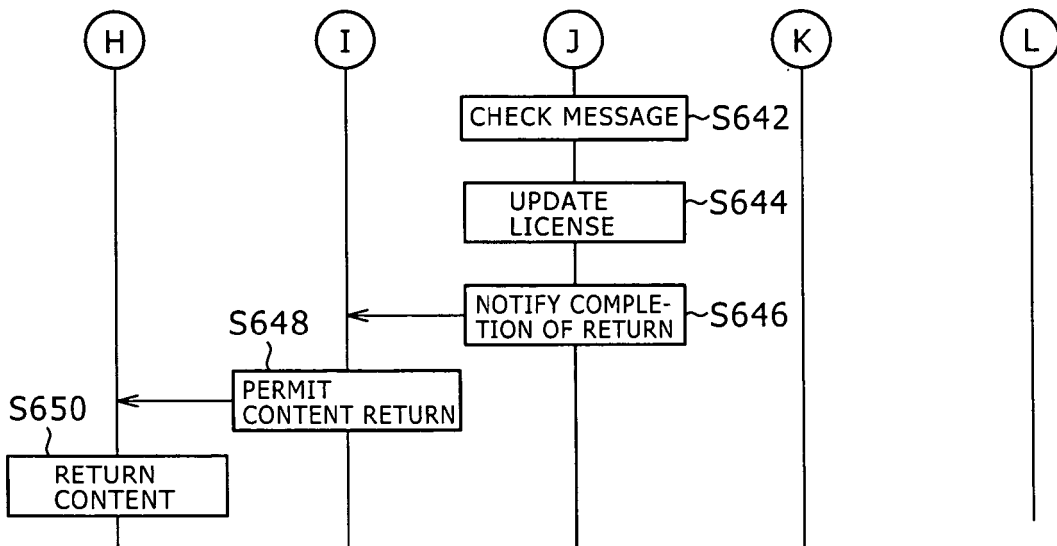 H I J K L
CHECK MESSAGE S642
UPDATE
LICENSE
S644
NOTIFY COMPLE-
TION OF RETURN
S646
S648
PERMIT
CONTENT RETURN
S650
RETURN
CONTENT